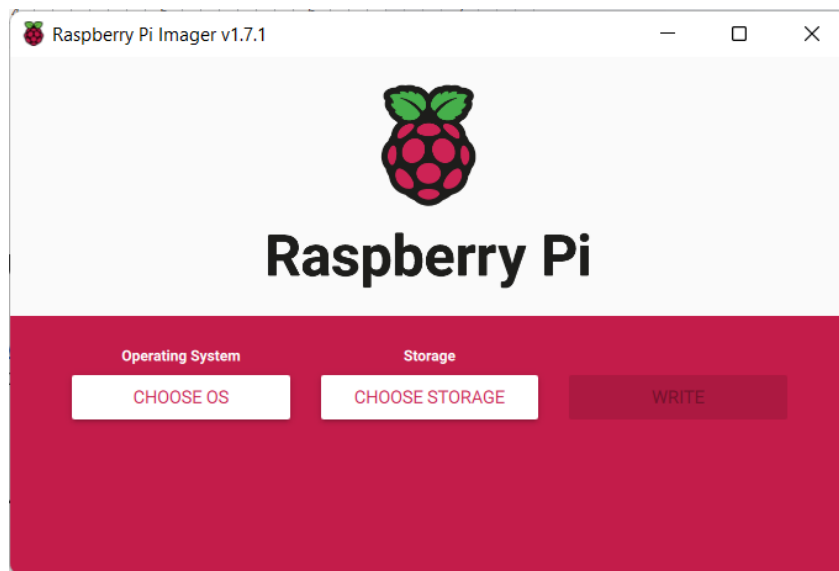 Raspberry Pi Imager v1.7.1
Raspberry Pi
Operating System
Storage
CHOOSE OS
CHOOSE STORAGE
WRITE